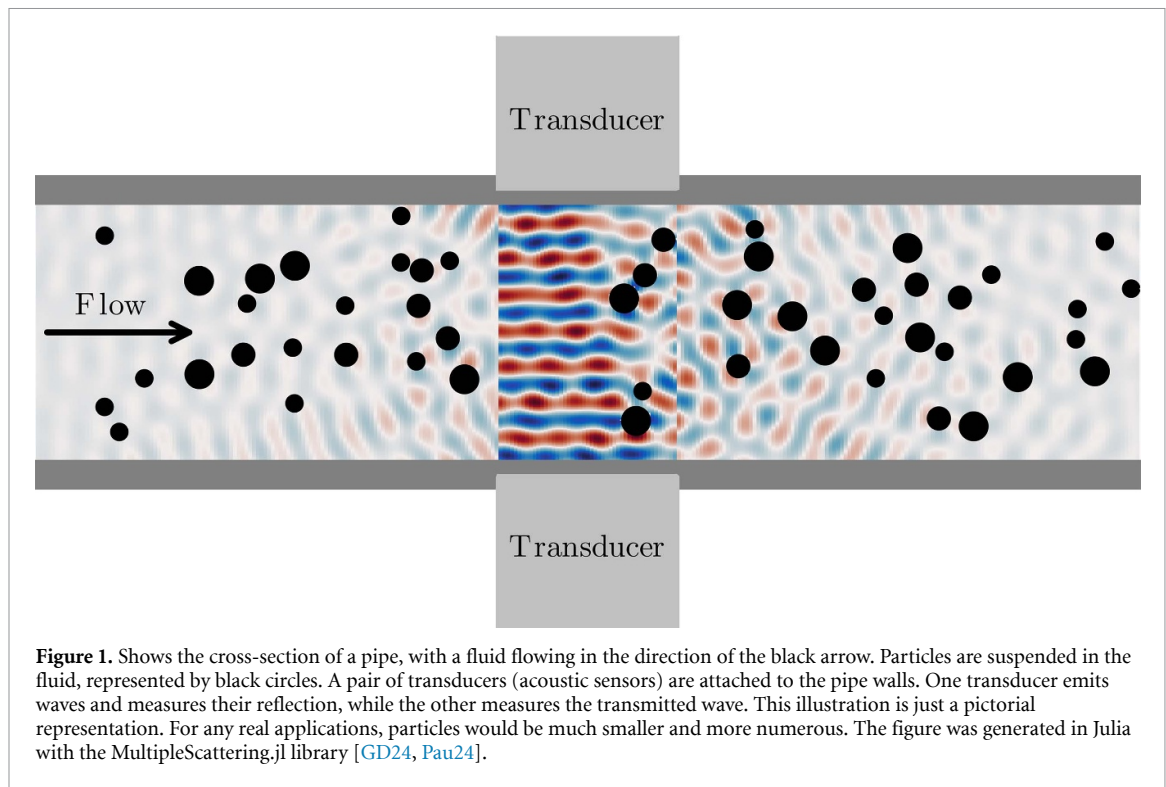 Transducer
Flow
Transducer
Figure 1. Shows the cross-section of a pipe, with a fluid flowing in the direction of the black arrow. Particles are suspended in the
fluid, represented by black circles. A pair of transducers (acoustic sensors) are attached to the pipe walls. One transducer emits
waves and measures their reflection, while the other measures the transmitted wave. This illustration is just a pictorial
representation. For any real applications, particles would be much smaller and more numerous. The figure was generated in Julia
with the MultipleScattering.jl library [GD24, Pau24].